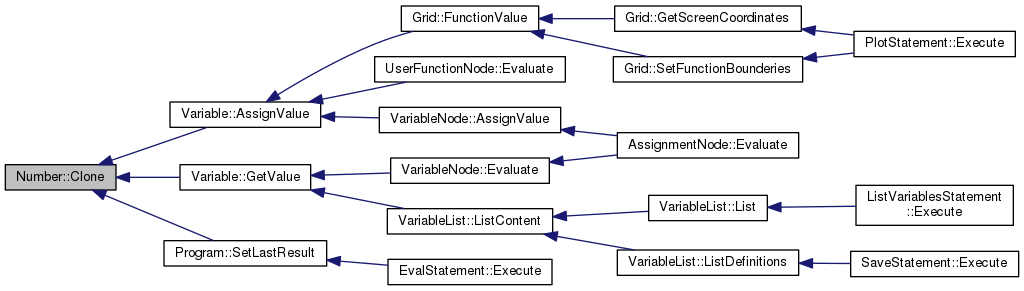 Grid::FunctionValue
Grid::GetScreenCoordinates
PlotStatement::Execute
UserFunctionNode::Evaluate
Grid::SetFunctionBounderies
Variable::AssignValue
VariableNode::AssignValue
AssignmentNode::Evaluate
Number::Clone
Variable::GetValue
VariableNode::Evaluate
VariableList::ListContent
VariableList::List
ListVariablesStatement
::Execute
Program::SetLastResult
EvalStatement::Execute
VariableList::ListDefinitions
SaveStatement::Execute